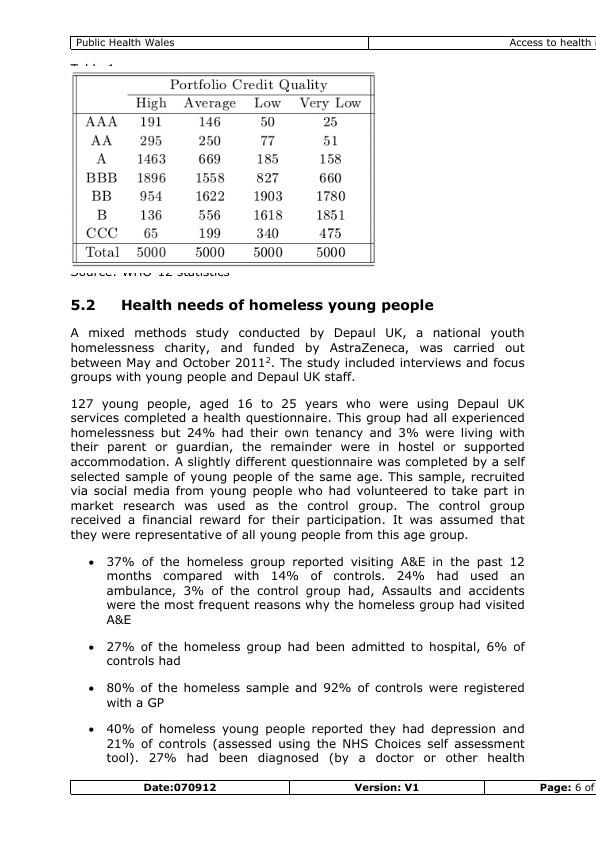 Public Health Wales Access to health
Portfolio Credit Quality
High Average Low Very Low
AAA 191 146 50 25
AA 295 250 77 51
A 1463 669 185 158
BBB 1896 1558 827 660
BB 954 1622 1903 1780
B 136 556 1618 1851
CCC 65 199 340 475
Total 5000 5000 5000 5000
5.2 Health needs of homeless young people
A mixed methods study conducted by Depaul UK, a national youth
homelessness charity, and funded by AstraZeneca, was carried out
between May and October 2011². The study included interviews and focus
groups with young people and Depaul UK staff.
127 young people, aged 16 to 25 years who were using Depaul UK
services completed a health questionnaire. This group had all experienced
homelessness but 24% had their own tenancy and 3% were living with
their parent or guardian, the remainder were in hostel or supported
accommodation. A slightly different questionnaire was completed by a self
selected sample of young people of the same age. This sample, recruited
via social media from young people who had volunteered to take part in
market research was used as the control group. The control group
received a financial reward for their participation. It was assumed that
they were representative of all young people from this age group.
• 37% of the homeless group reported visiting A&E in the past 12
months compared with 14% of controls. 24% had used an
ambulance, 3% of the control group had, Assaults and accidents
were the most frequent reasons why the homeless group had visited
A&E
• 27% of the homeless group had been admitted to hospital, 6% of
controls had
• 80% of the homeless sample and 92% of controls were registered
with a GP
• 40% of homeless young people reported they had depression and
21% of controls (assessed using the NHS Choices self assessment
tool). 27% had been diagnosed (by a doctor or other health
Date:070912 Version: V1 Page: 6 of